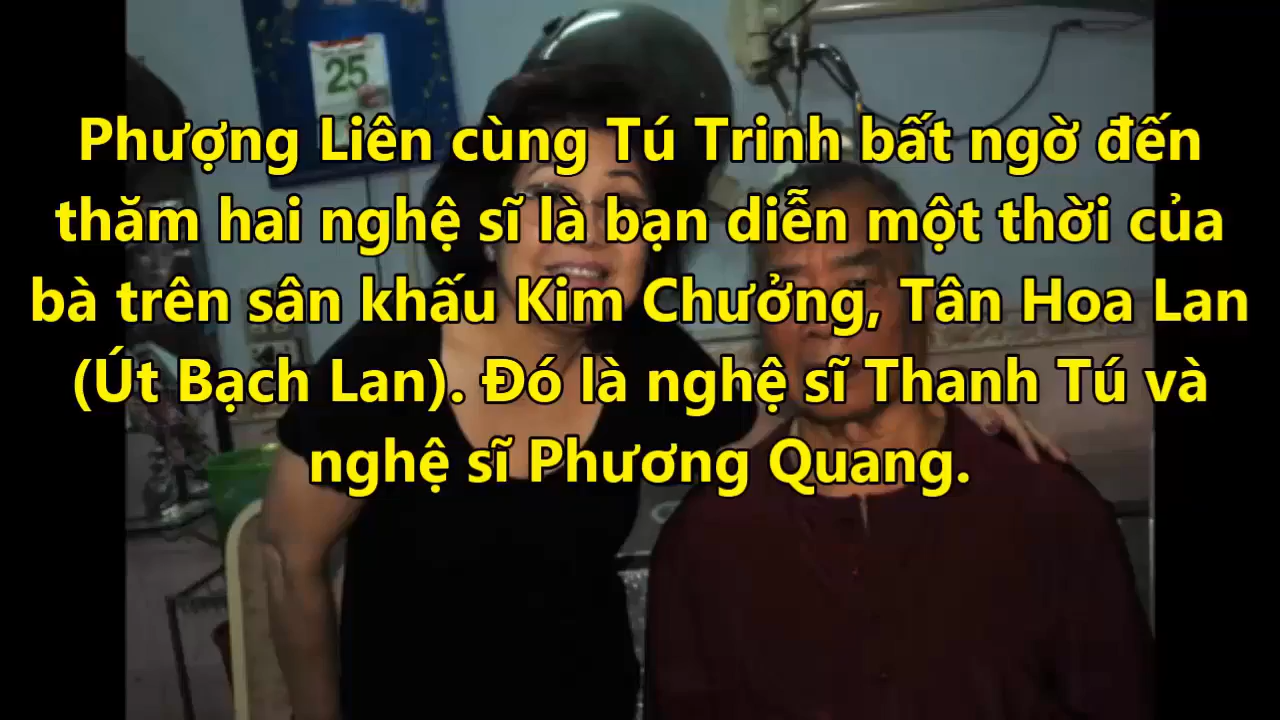 25
Phượng Liên cùng Tú Trinh bất ngờ đến
thăm hai nghệ sĩ là bạn diễn một thời của
bà trên sân khấu Kim Chưởng, Tân Hoa Lan
(Út Bạch Lan). Đó là nghệ sĩ Thanh Tú và
nghệ sĩ Phương Quang.